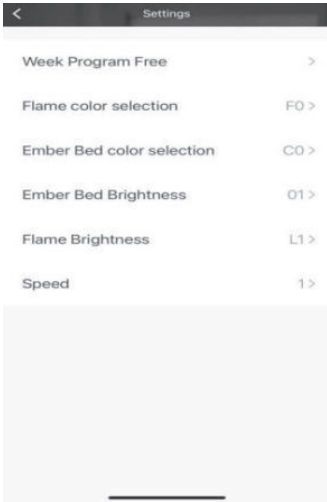 Settings
Week Program Free >
Flame color selection F0 >
Ember Bed color selection C0 >
Ember Bed Brightness 01 >
Flame Brightness L1 >
Speed 1 >